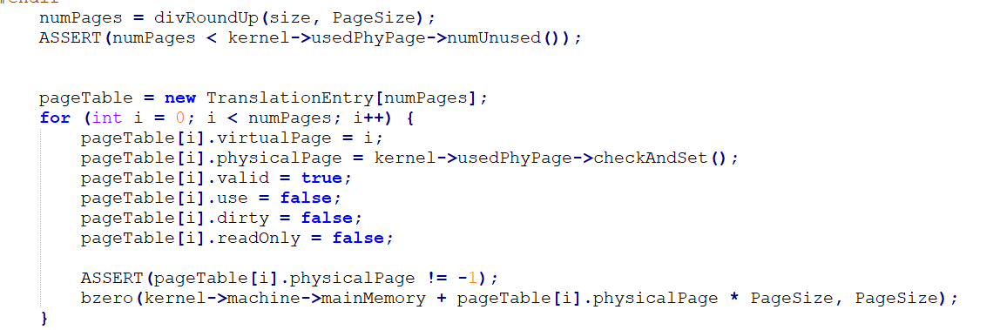 #endif
    numPages = divRoundUp(size, PageSize);
    ASSERT(numPages < kernel->usedPhyPage->numUnused());
    pageTable = new TranslationEntry[numPages];
    for (int i = 0; i < numPages; i++) {
        pageTable[i].virtualPage = i;
        pageTable[i].physicalPage = kernel->usedPhyPage->checkAndSet();
        pageTable[i].valid = true;
        pageTable[i].use = false;
        pageTable[i].dirty = false;
        pageTable[i].readOnly = false;
        ASSERT(pageTable[i].physicalPage != -1);
        bzero(kernel->machine->mainMemory + pageTable[i].physicalPage * PageSize, PageSize);
    }